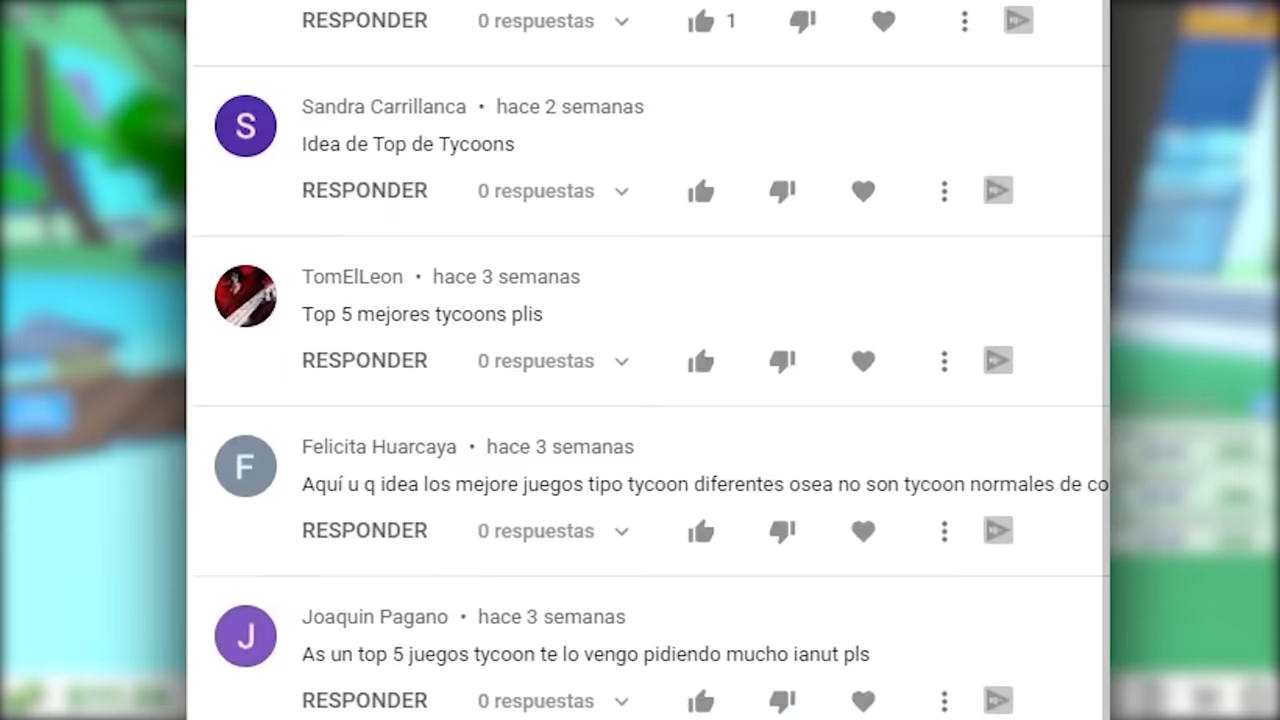 RESPONDER 0 respuestas 1
S
Sandra Carrillanca • hace 2 semanas
Idea de Top de Tycoons
RESPONDER 0 respuestas
TomElLeon • hace 3 semanas
Top 5 mejores tycoons plis
RESPONDER 0 respuestas
F
Felicita Huarcaya • hace 3 semanas
Aquí u q idea los mejore juegos tipo tycoon diferentes osea no son tycoon normales de co
RESPONDER 0 respuestas
J
Joaquin Pagano • hace 3 semanas
As un top 5 juegos tycoon te lo vengo pidiendo mucho ianut pls
RESPONDER 0 respuestas